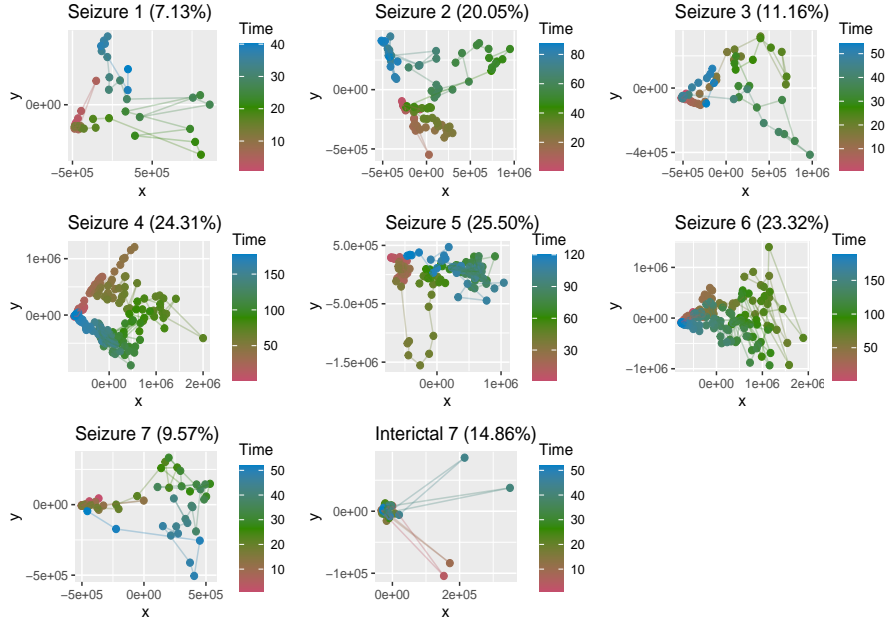 Seizure 1 (7.13%)
Time
40
30
20
10
0e+00
y
−5e+05
5e+05
x
Seizure 2 (20.05%)
Time
80
60
40
20
5e+05
0e+00
−5e+05
y
−5e+05
0e+00
5e+05
1e+06
x
Seizure 3 (11.16%)
Time
50
40
30
20
10
0e+00
−4e+05
y
−5e+05
0e+00
5e+05
1e+06
x
Seizure 4 (24.31%)
Time
150
100
50
1e+06
0e+00
y
0e+00
1e+06
2e+06
x
Seizure 5 (25.50%)
Time
120
90
60
30
5.0e+05
−5.0e+05
−1.5e+06
y
0e+00
1e+06
x
Seizure 6 (23.32%)
Time
150
100
50
1e+06
0e+00
−1e+06
y
0e+00
1e+06
2e+06
x
Seizure 7 (9.57%)
Time
50
40
30
20
10
0e+00
−5e+05
y
−5e+05
0e+00
5e+05
x
Interictal 7 (14.86%)
Time
50
40
30
20
10
0e+00
−1e+05
y
0e+00
2e+05
x